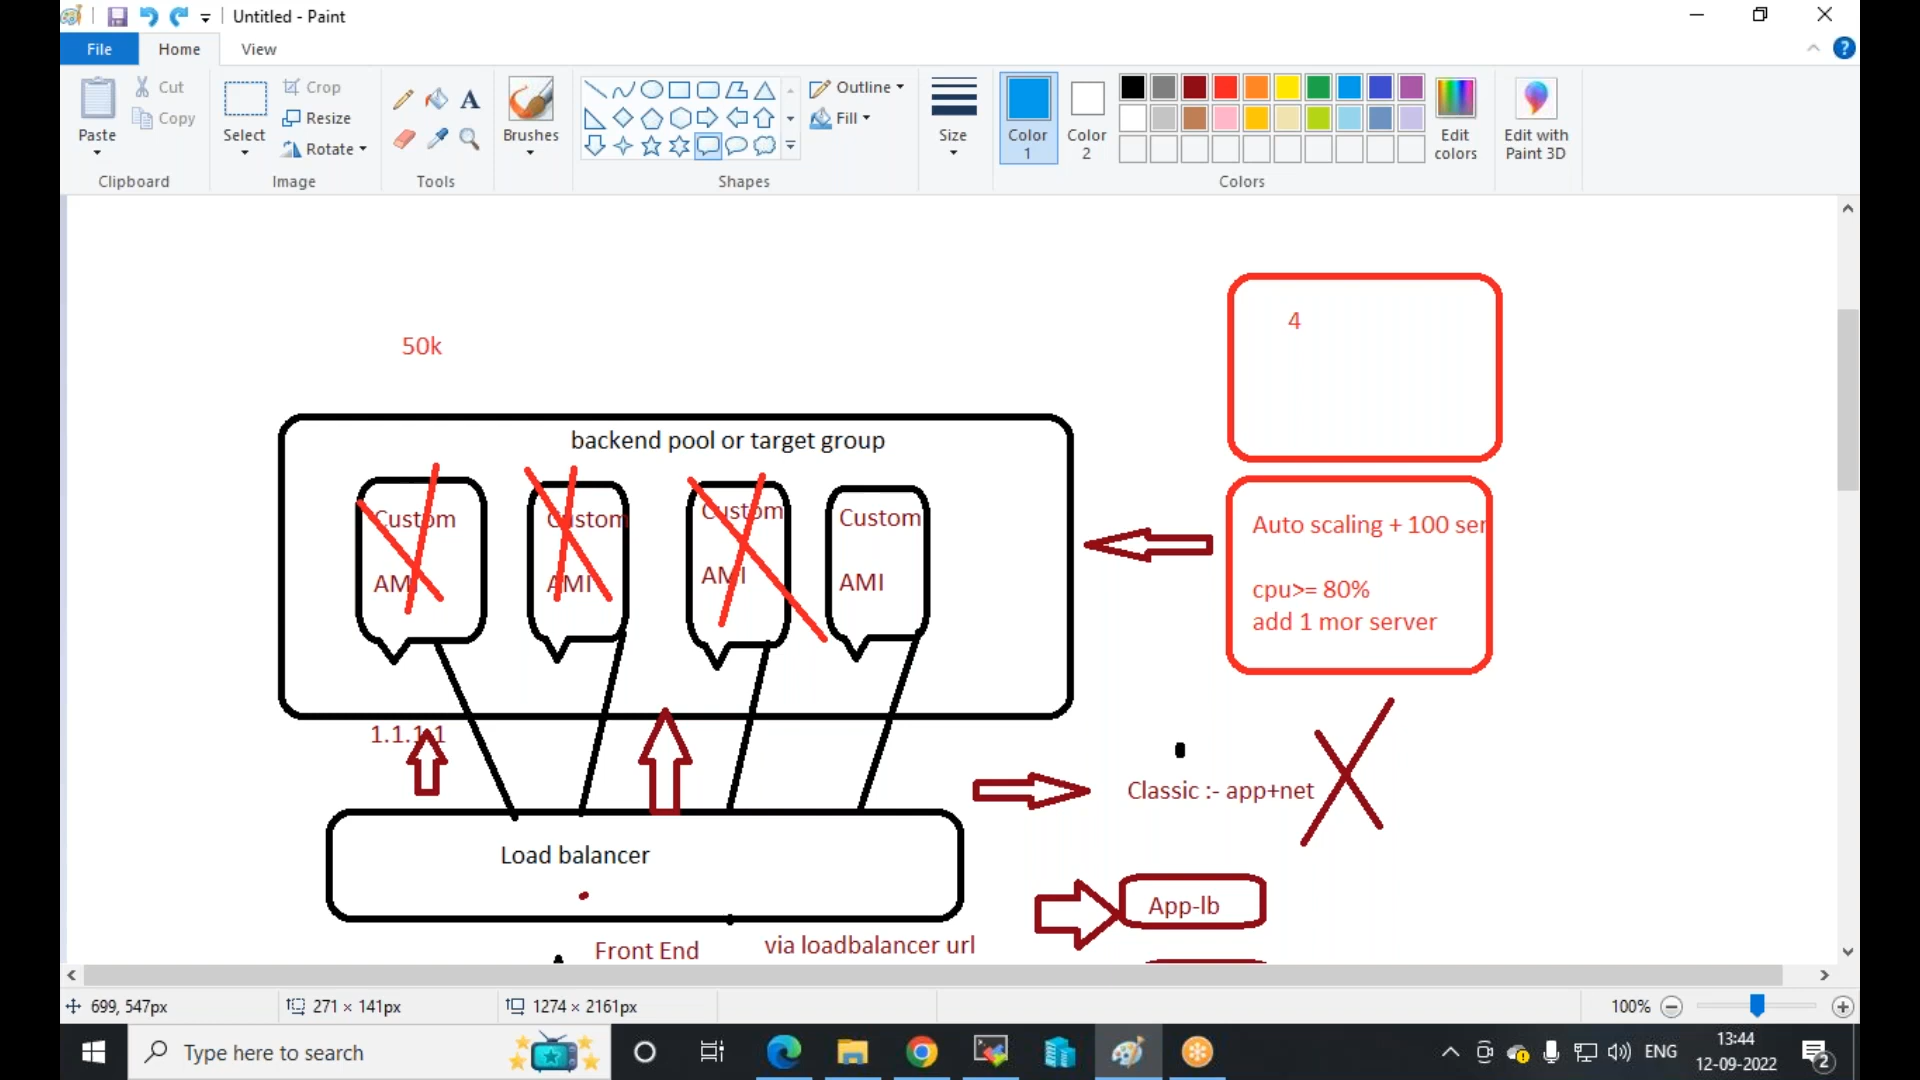 Untitled - Paint
File
Home
View
Paste
Cut
Copy
Clipboard
Select
Crop
Resize
Rotate
Image
A
Tools
Brushes
Shapes
Outline
Fill
Size
Color
1
Color
2
Edit
colors
Colors
Edit with
Paint 3D
?
4
50k
backend pool or target group
Custom
AMI
Custom
AMI
Custom
AMI
Custom
AMI
Auto scaling + 100 ser
cpu>= 80%
add 1 mor server
1.1.1.1
Classic :- app+net
Load balancer
App-lb
Front End
via loadbalancer url
699, 547px
271 × 141px
1274 × 2161px
100%
Type here to search
ENG
13:44
12-09-2022
2